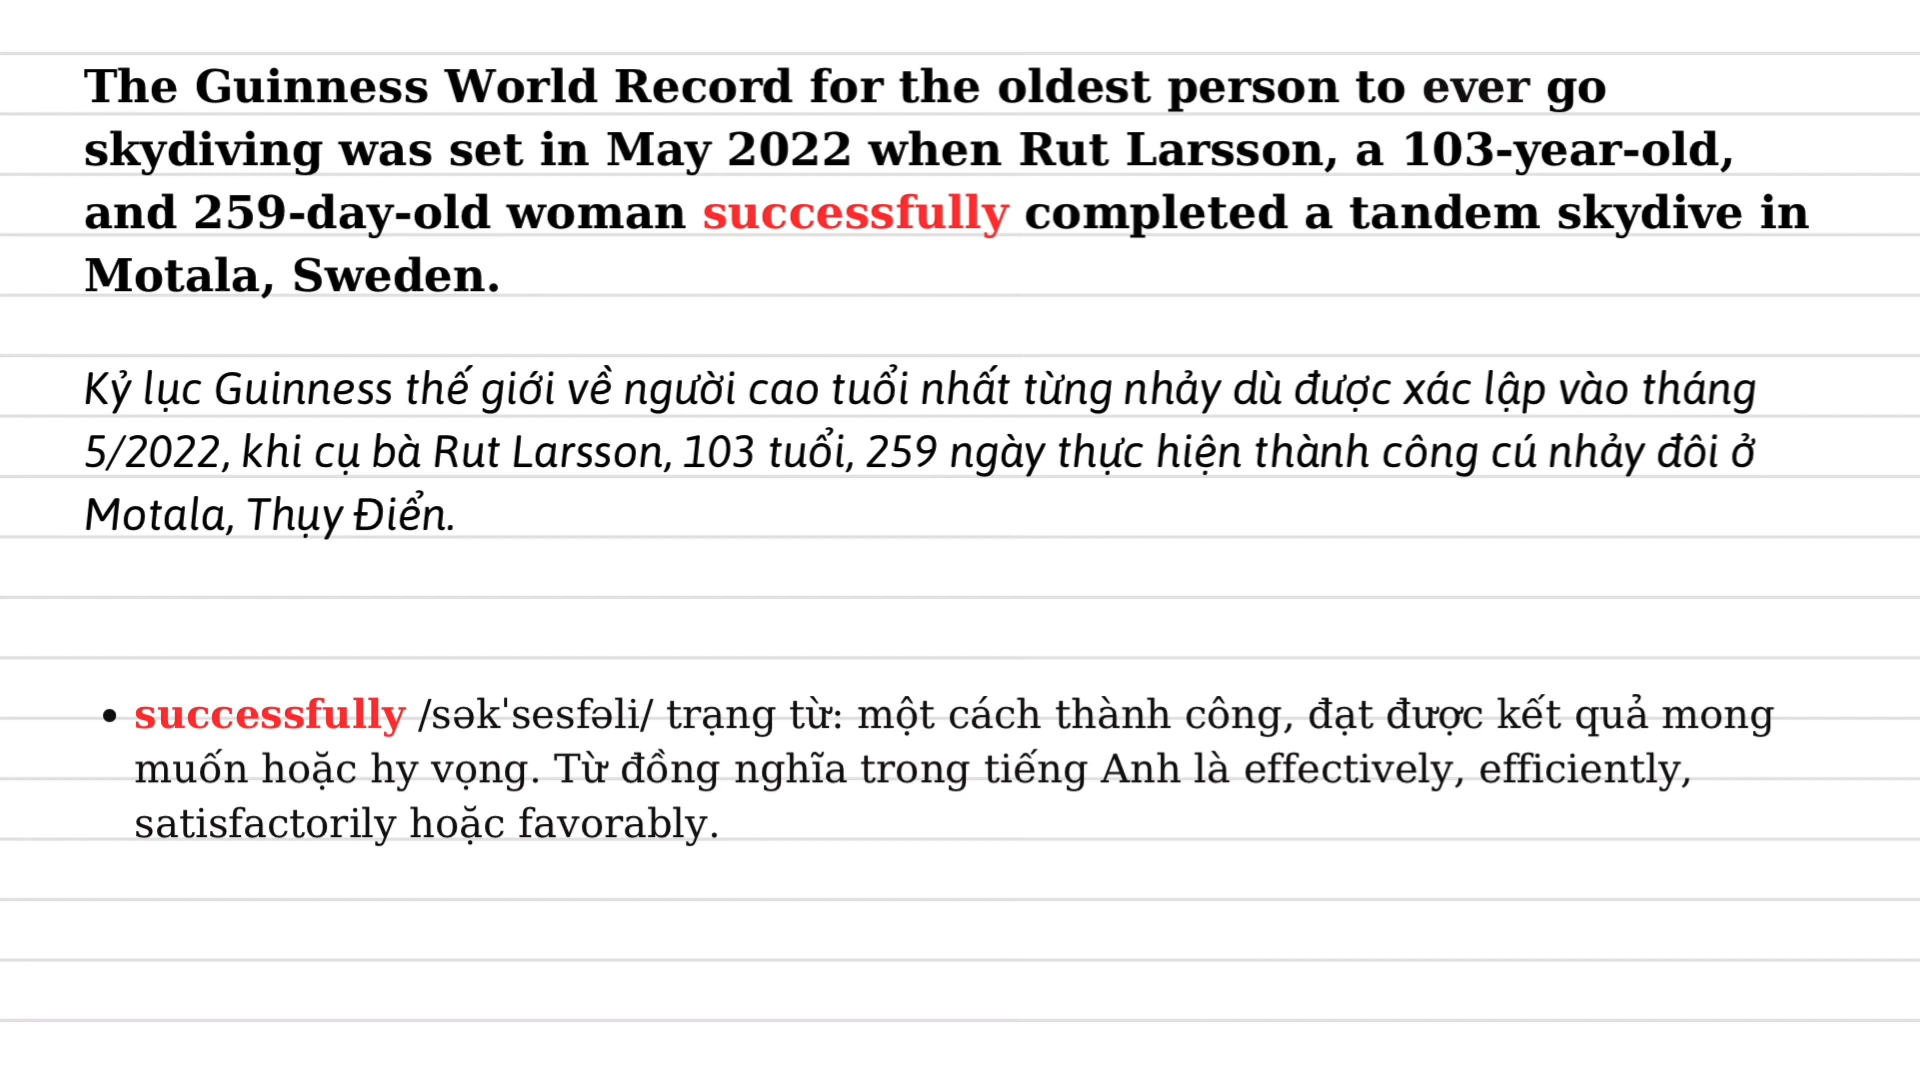 The Guinness World Record for the oldest person to ever go
skydiving was set in May 2022 when Rut Larsson, a 103-year-old,
and 259-day-old woman successfully completed a tandem skydive in
Motala, Sweden.
Kỷ lục Guinness thế giới về người cao tuổi nhất từng nhảy dù được xác lập vào tháng
5/2022, khi cụ bà Rut Larsson, 103 tuổi, 259 ngày thực hiện thành công cú nhảy đôi ở
Motala, Thụy Điển.
• successfully /səkˈsesfəli/ trạng từ: một cách thành công, đạt được kết quả mong
muốn hoặc hy vọng. Từ đồng nghĩa trong tiếng Anh là effectively, efficiently,
satisfactorily hoặc favorably.